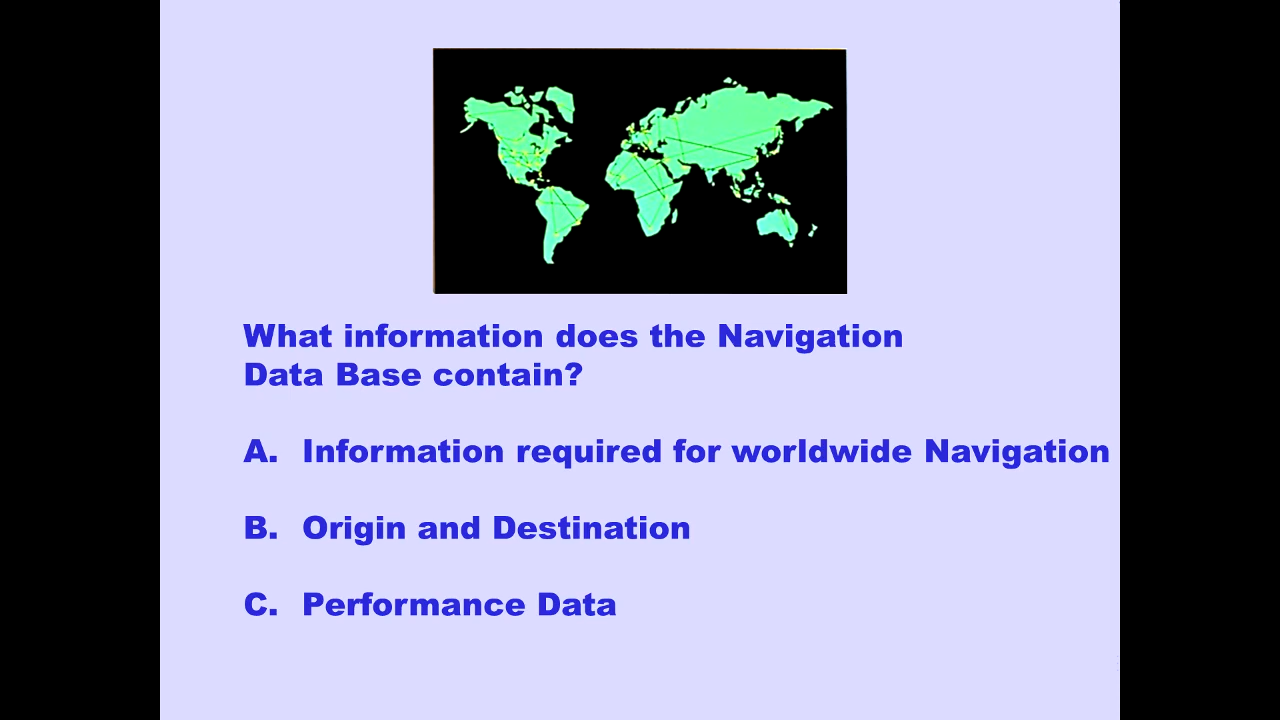 What information does the Navigation
Data Base contain?
A. Information required for worldwide Navigation
B. Origin and Destination
C. Performance Data